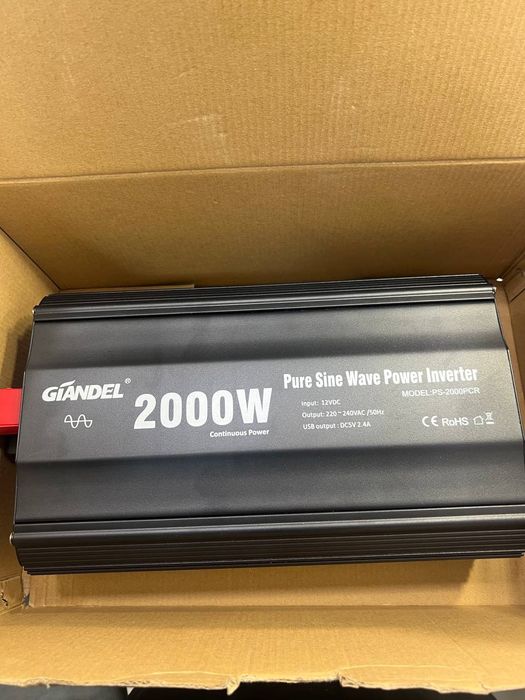 GIANDEL®
2000W
Continuous Power
Pure Sine Wave Power Inverter
MODEL:PS-2000PCR
Input: 12VDC
Output: 220~240VAC /50Hz
USB output : DC5V 2.4A
CE RoHS